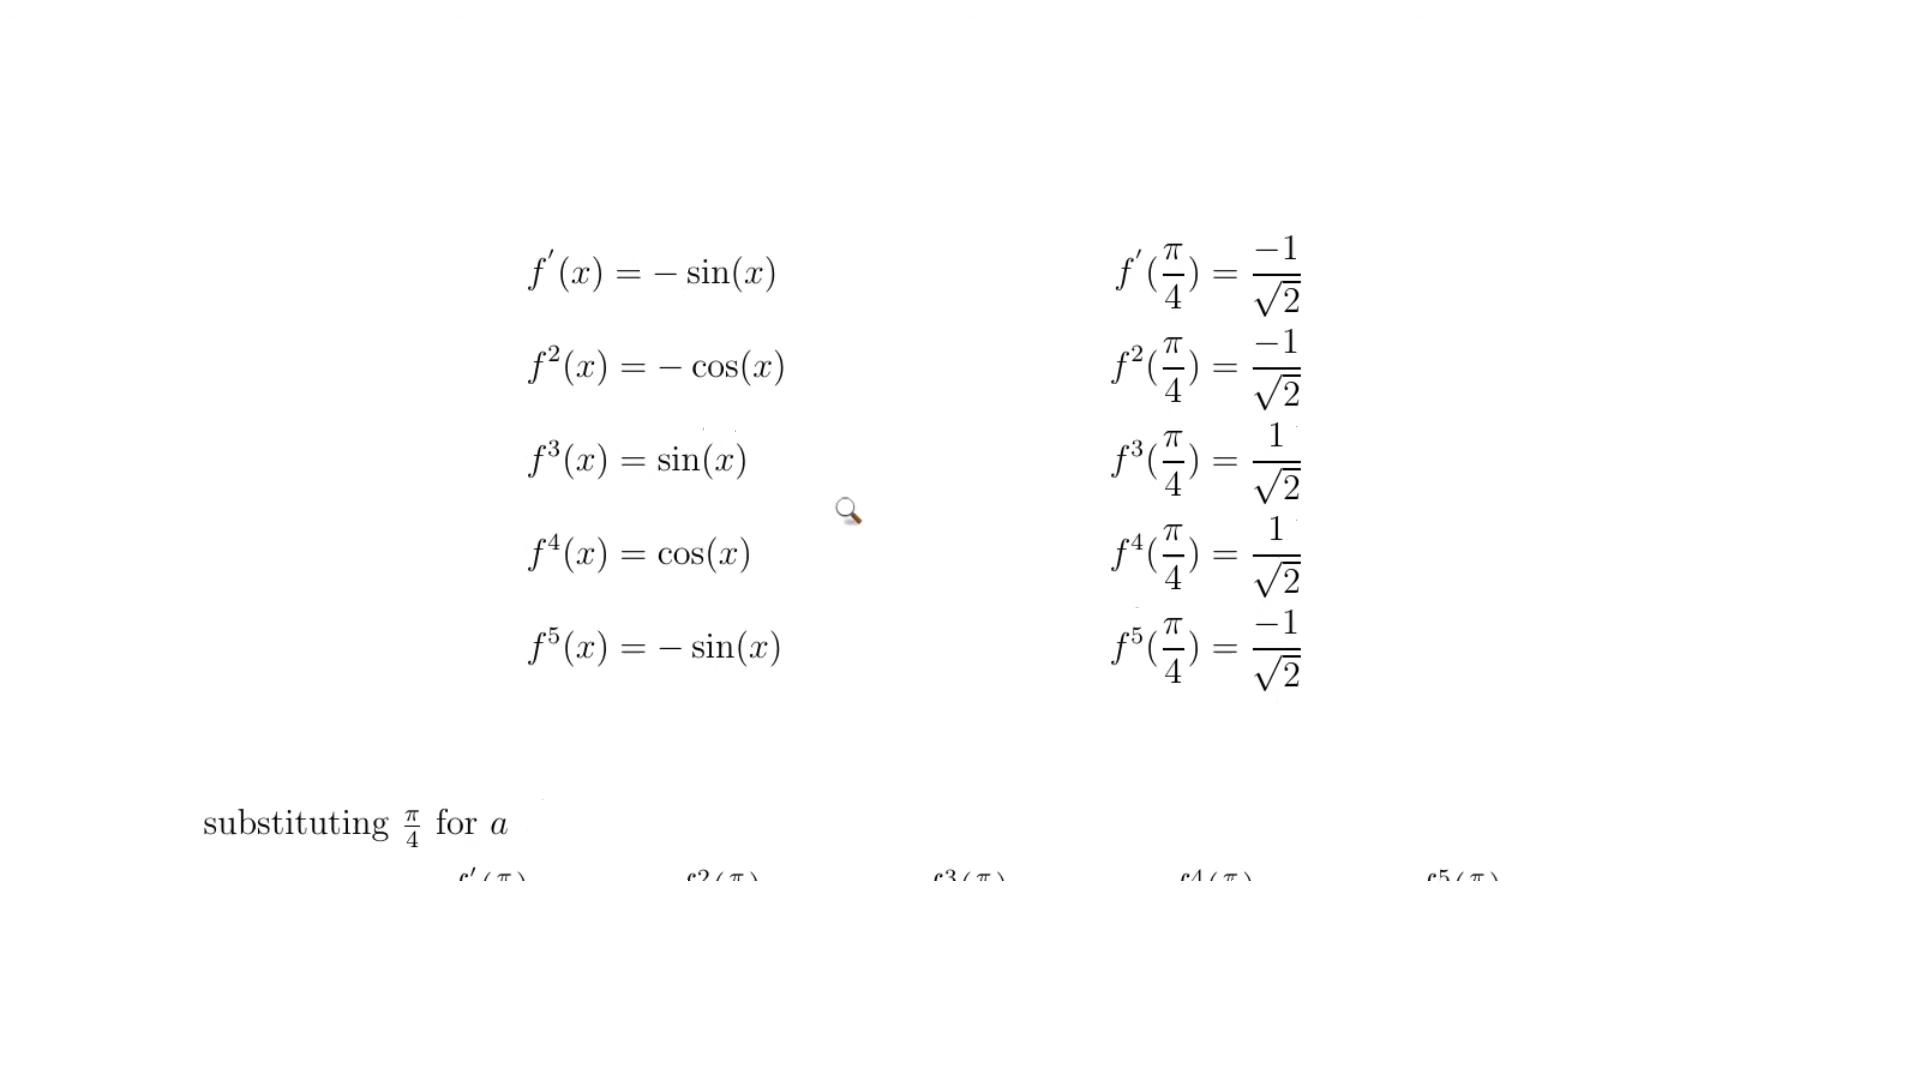 f′(x) = − sin(x) f′(π/4) = −1/√2
f²(x) = − cos(x) f²(π/4) = −1/√2
f³(x) = sin(x) f³(π/4) = 1/√2
f⁴(x) = cos(x) f⁴(π/4) = 1/√2
f⁵(x) = − sin(x) f⁵(π/4) = −1/√2
substituting π/4 for a